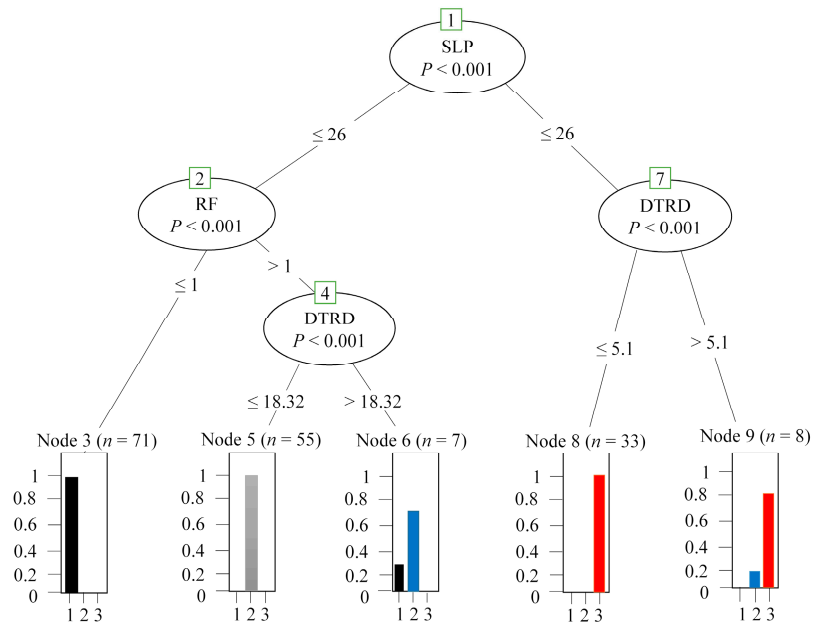 1
SLP
P < 0.001
≤ 26
≤ 26
2
RF
P < 0.001
7
DTRD
P < 0.001
≤ 1
> 1
4
DTRD
P < 0.001
≤ 5.1
> 5.1
≤ 18.32
> 18.32
Node 3 (n = 71)
Node 5 (n = 55)
Node 6 (n = 7)
Node 8 (n = 33)
Node 9 (n = 8)
1
0.8
0.6
0.4
0.2
0
1 2 3
1
0.8
0.6
0.4
0.2
0
1 2 3
1
0.8
0.6
0.4
0.2
0
1 2 3
1
0.8
0.6
0.4
0.2
0
1 2 3
1
0.8
0.6
0.4
0.2
0
1 2 3